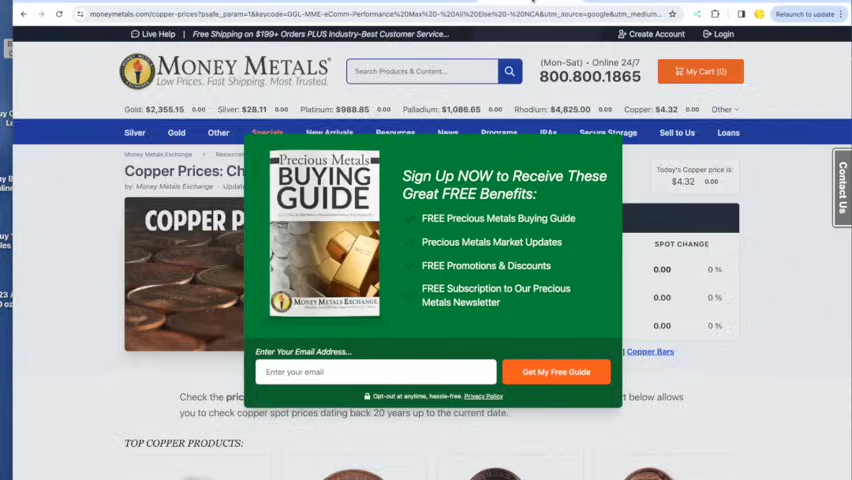 moneymetals.com/copper-prices?psafe_param=1&keycode=GGL-MME-eComm-Performance%20Max%20-%20All%20Else%20-%20NCA&utm_source=google&utm_medium...
Relaunch to update
Live Help | Free Shipping on $199+ Orders PLUS Industry-Best Customer Service...
Create Account
Login
MONEY METALS®
Low Prices. Fast Shipping. Most Trusted.
Search Products & Content...
(Mon-Sat) • Online 24/7
800.800.1865
My Cart (0)
Gold: $2,355.15 0.00 Silver: $28.11 0.00 Platinum: $988.85 0.00 Palladium: $1,086.65 0.00 Rhodium: $4,825.00 0.00 Copper: $4.32 0.00 Other
Silver Gold Other Specials New Arrivals Resources News Programs IRAs Secure Storage Sell to Us Loans
Money Metals Exchange > Resour
Copper Prices: Ch
by: Money Metals Exchange - Updat
Today's Copper price is:
$4.32 0.00
Contact Us
COPPER P
Precious Metals
BUYING
GUIDE
MONEY METALS EXCHANGE
Sign Up NOW to Receive These
Great FREE Benefits:
FREE Precious Metals Buying Guide
Precious Metals Market Updates
FREE Promotions & Discounts
FREE Subscription to Our Precious
Metals Newsletter
SPOT CHANGE
0.00 0 %
0.00 0 %
0.00 0 %
| Copper Bars
Enter Your Email Address...
Enter your email
Get My Free Guide
Opt-out at anytime, hassle-free. Privacy Policy
Check the pric
rt below allows
you to check copper spot prices dating back 20 years up to the current date.
TOP COPPER PRODUCTS: